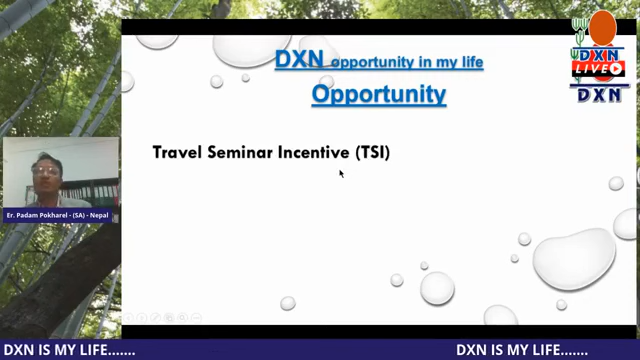 DXN opportunity in my life
Opportunity
Travel Seminar Incentive (TSI)
DXN
LIVE
DXN
Er. Padam Pokharel - (SA) - Nepal
DXN IS MY LIFE.......
DXN IS MY LIFE......